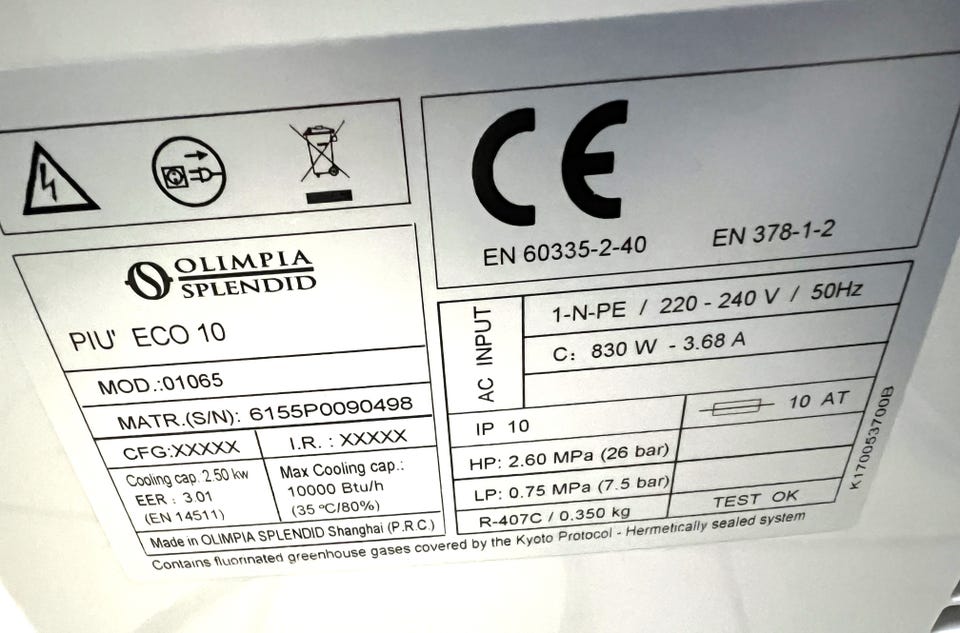 CE
EN 60335-2-40
EN 378-1-2
OLIMPIA
SPLENDID
PIU' ECO 10
MOD.:01065
MATR.(S/N): 6155P0090498
CFG:XXXXX
I.R. : XXXXX
Cooling cap. 2.50 kw
EER : 3.01
(EN 14511)
Max Cooling cap.:
10000 Btu/h
(35 °C/80%)
Made in OLIMPIA SPLENDID Shanghai (P.R.C.)
AC INPUT
1-N-PE / 220 - 240 V / 50Hz
C: 830 W - 3.68 A
IP 10
10 AT
HP: 2.60 MPa (26 bar)
LP: 0.75 MPa (7.5 bar)
R-407C / 0.350 kg
TEST OK
K170053700B
Contains fluorinated greenhouse gases covered by the Kyoto Protocol - Hermetically sealed system